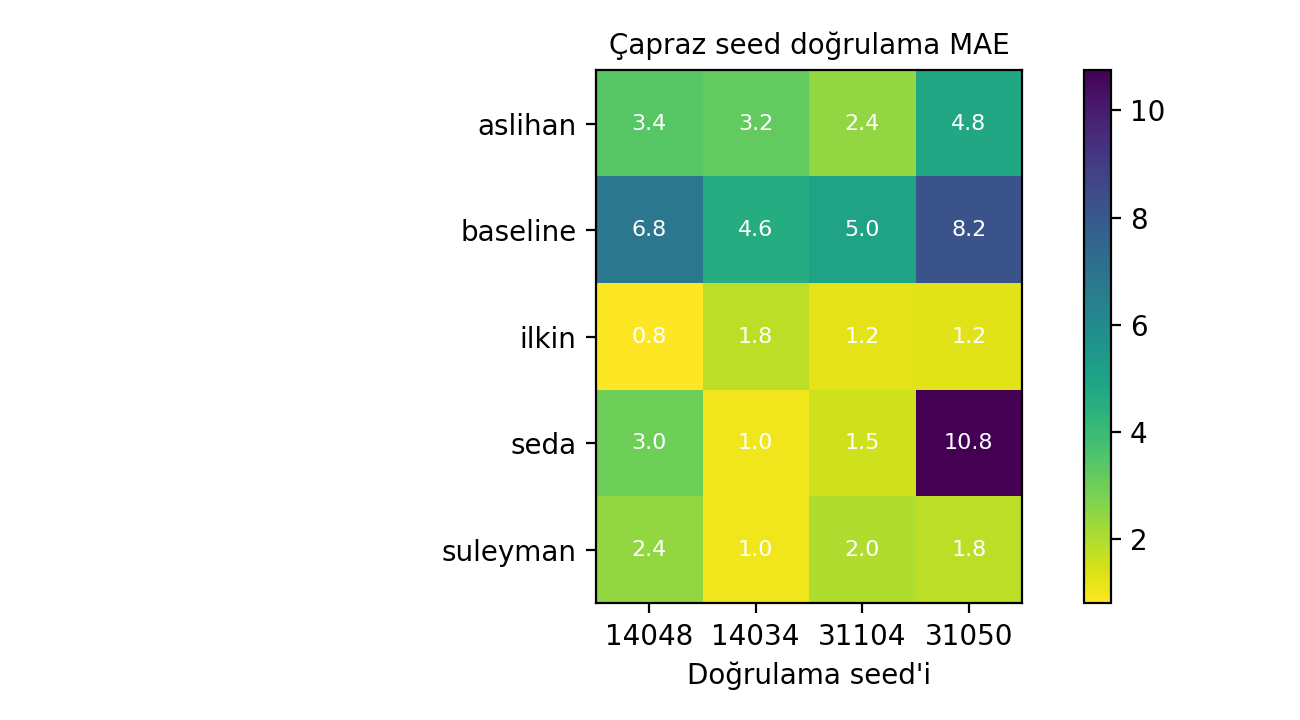 Çapraz seed doğrulama MAE
aslihan 3.4 3.2 2.4 4.8
baseline 6.8 4.6 5.0 8.2
ilkin 0.8 1.8 1.2 1.2
seda 3.0 1.0 1.5 10.8
suleyman 2.4 1.0 2.0 1.8
14048 14034 31104 31050
Doğrulama seed'i
10
8
6
4
2